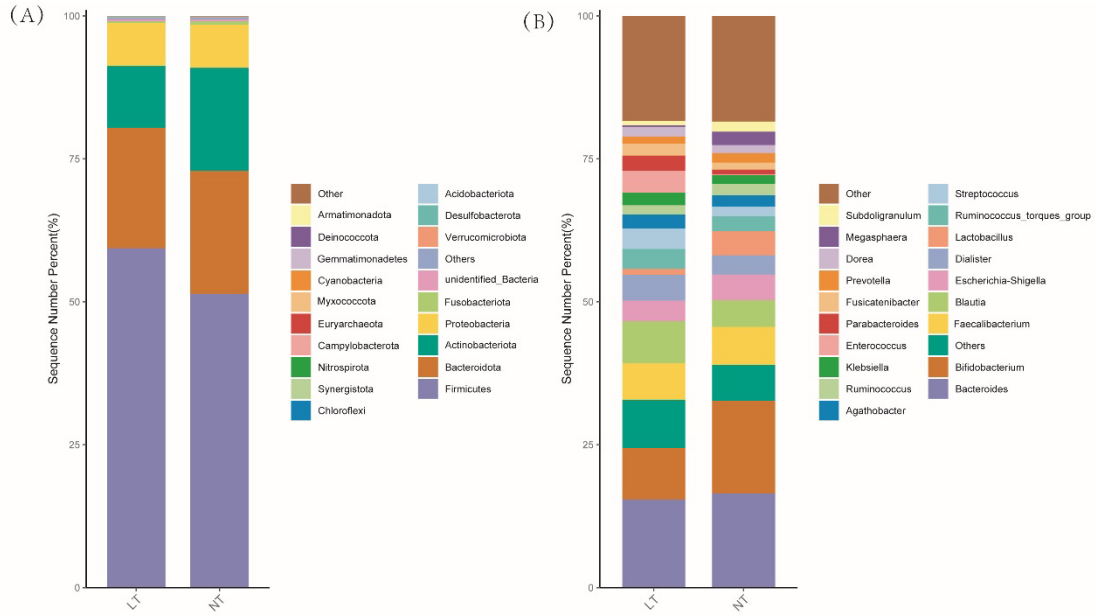 (A)
100
75
50
25
0
Sequence Number Percent(%)
LT
NT
Other
Armatimonadota
Deinococcota
Gemmatimonadetes
Cyanobacteria
Myxococcota
Euryarchaeota
Campylobacterota
Nitrospirota
Synergistota
Chloroflexi
Acidobacteriota
Desulfobacterota
Verrucomicrobiota
Others
unidentified_Bacteria
Fusobacteriota
Proteobacteria
Actinobacteriota
Bacteroidota
Firmicutes
(B)
100
75
50
25
0
Sequence Number Percent(%)
LT
NT
Other
Subdoligranulum
Megasphaera
Dorea
Prevotella
Fusicatenibacter
Parabacteroides
Enterococcus
Klebsiella
Ruminococcus
Agathobacter
Streptococcus
Ruminococcus_torques_group
Lactobacillus
Dialister
Escherichia-Shigella
Blautia
Faecalibacterium
Others
Bifidobacterium
Bacteroides